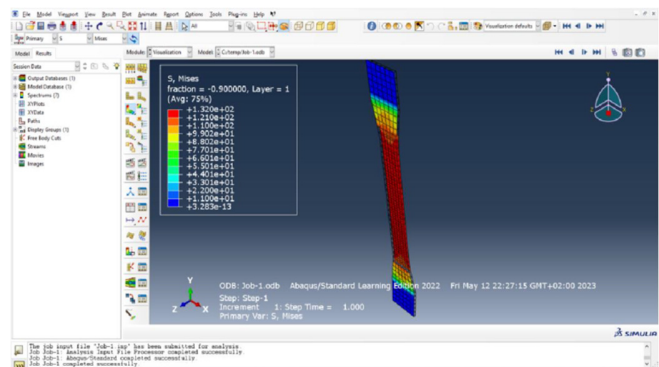 File Model Viewport View Result Plot Animate Report Options Tools Plug-ins Help
All
Visualization defaults
Primary S Mises
Model Results Module: Visualization Model: C:/temp/Job-1.odb
Session Data
Output Databases (1)
Model Database (1)
Spectrums (7)
XYPlots
XYData
Paths
Display Groups (1)
Free Body Cuts
Streams
Movies
Images
S, Mises
fraction = -0.900000, Layer = 1
(Avg: 75%)
+1.320e+02
+1.210e+02
+1.100e+02
+9.902e+01
+8.802e+01
+7.701e+01
+6.601e+01
+5.501e+01
+4.401e+01
+3.301e+01
+2.200e+01
+1.100e+01
+3.283e-13
Y
Z X
ODB: Job-1.odb Abaqus/Standard Learning Edition 2022 Fri May 12 22:27:15 GMT+02:00 2023
Step: Step-1
Increment 1: Step Time = 1.000
Primary Var: S, Mises
SIMULIA
The job input file "Job-1.inp" has been submitted for analysis.
Job Job-1: Analysis Input File Processor completed successfully.
Job Job-1: Abaqus/Standard completed successfully.
Job Job-1 completed successfully.